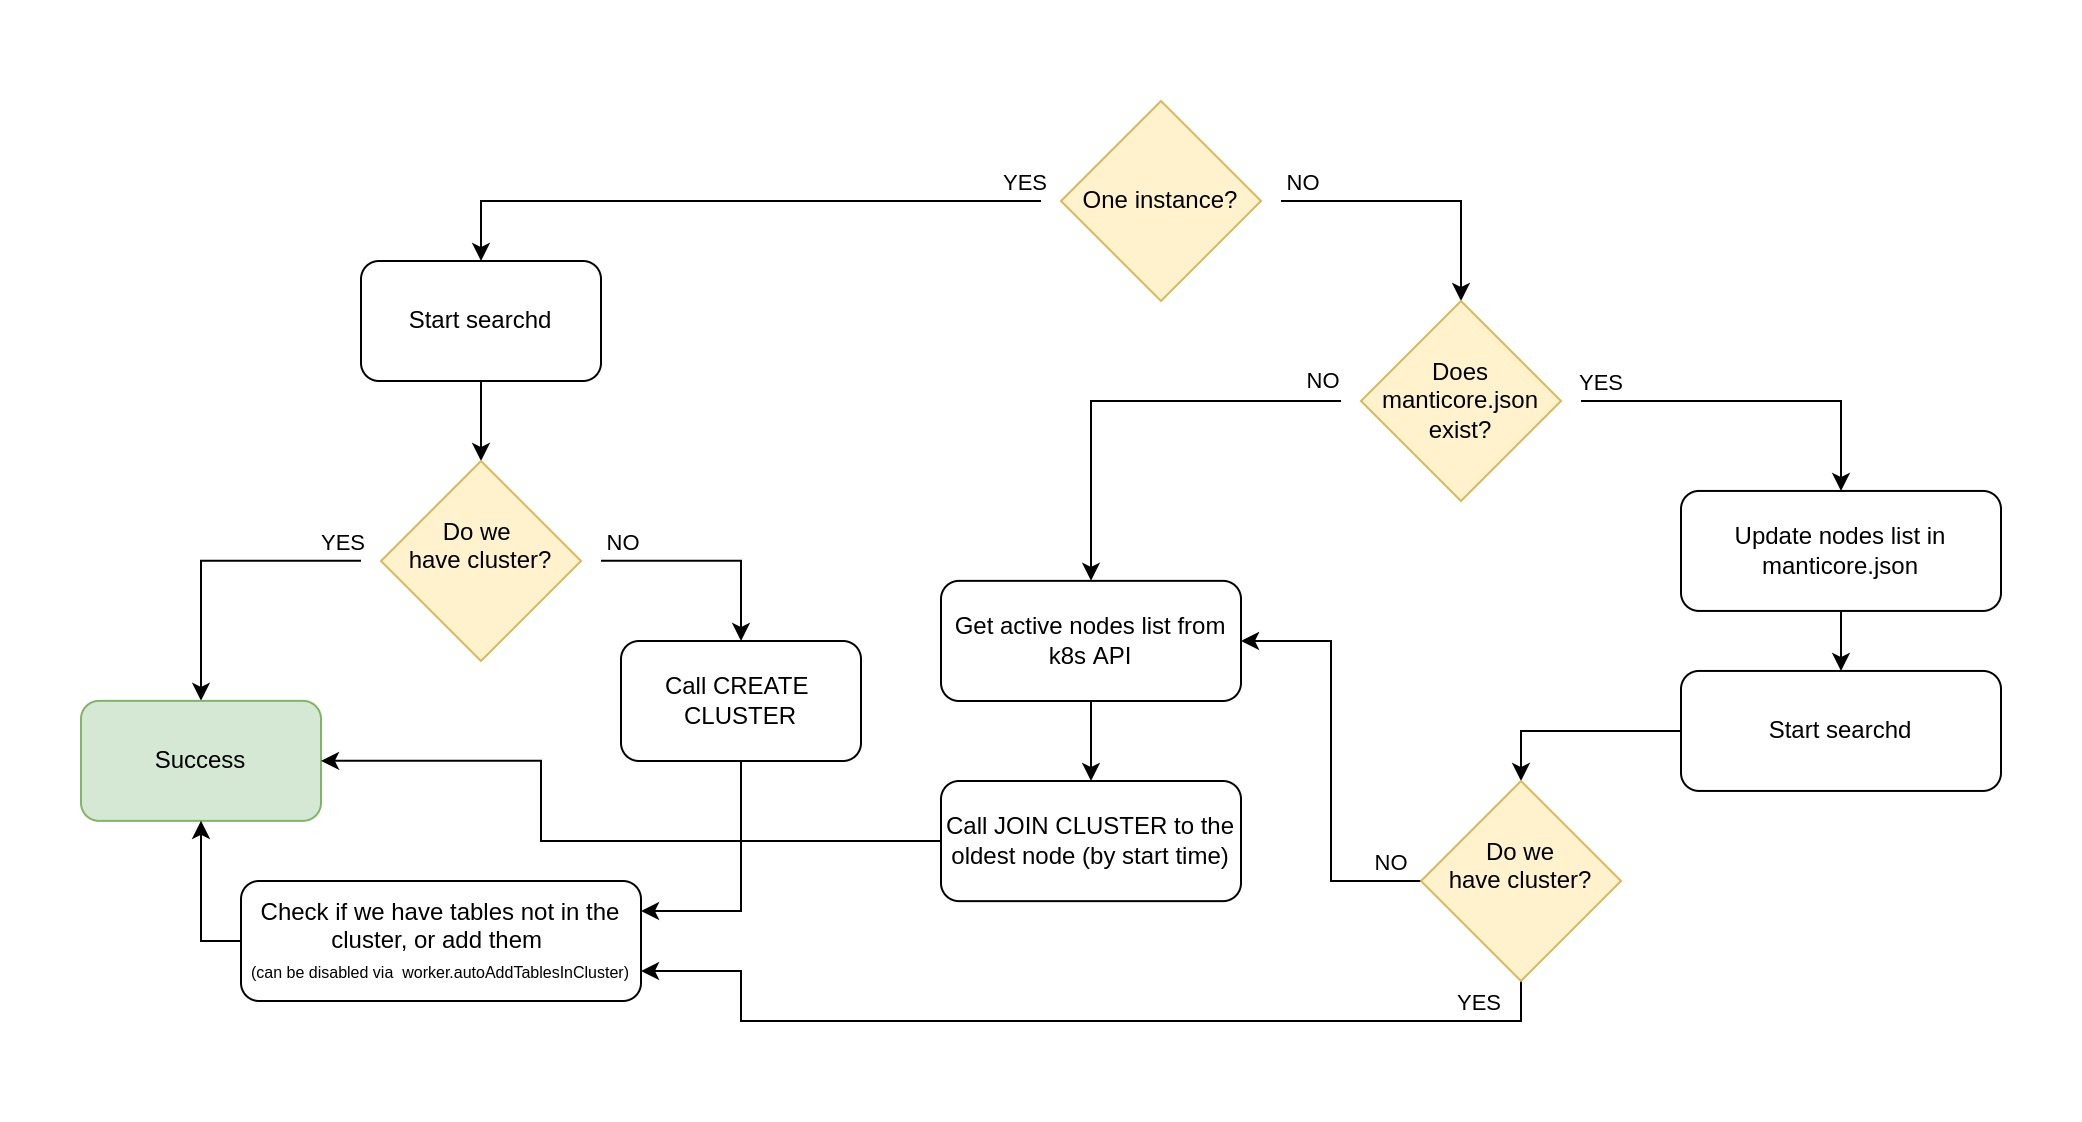 YES
One instance?
NO
Start searchd
NO
Does
manticore.json
exist?
YES
YES
Do we
have cluster?
NO
Update nodes list in
manticore.json
Get active nodes list from
k8s API
Call CREATE
CLUSTER
Start searchd
Success
Call JOIN CLUSTER to the
oldest node (by start time)
NO
Do we
have cluster?
Check if we have tables not in the
cluster, or add them
(can be disabled via worker.autoAddTablesInCluster)
YES